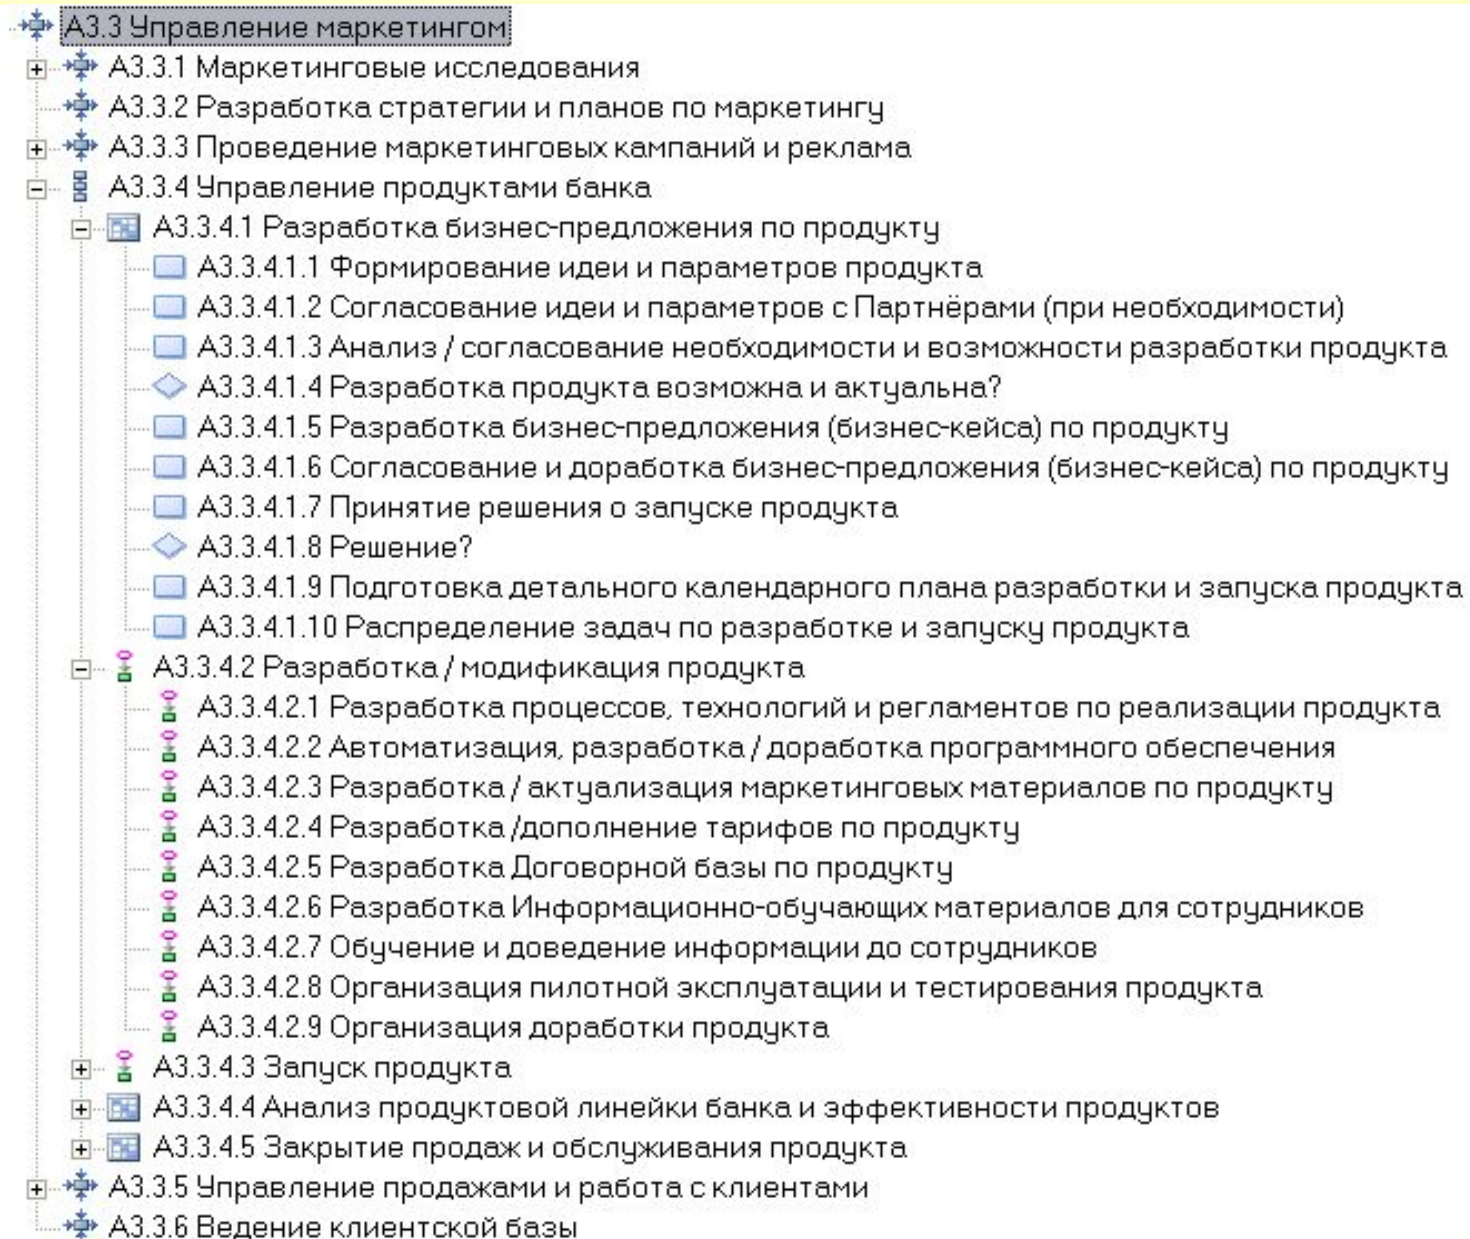 А3.3 Управление маркетингом
А3.3.1 Маркетинговые исследования
А3.3.2 Разработка стратегии и планов по маркетингу
А3.3.3 Проведение маркетинговых кампаний и реклама
А3.3.4 Управление продуктами банка
А3.3.4.1 Разработка бизнес-предложения по продукту
А3.3.4.1.1 Формирование идеи и параметров продукта
А3.3.4.1.2 Согласование идеи и параметров с Партнёрами (при необходимости)
А3.3.4.1.3 Анализ / согласование необходимости и возможности разработки продукта
А3.3.4.1.4 Разработка продукта возможна и актуальна?
А3.3.4.1.5 Разработка бизнес-предложения (бизнес-кейса) по продукту
А3.3.4.1.6 Согласование и доработка бизнес-предложения (бизнес-кейса) по продукту
А3.3.4.1.7 Принятие решения о запуске продукта
А3.3.4.1.8 Решение?
А3.3.4.1.9 Подготовка детального календарного плана разработки и запуска продукта
А3.3.4.1.10 Распределение задач по разработке и запуску продукта
А3.3.4.2 Разработка / модификация продукта
А3.3.4.2.1 Разработка процессов, технологий и регламентов по реализации продукта
А3.3.4.2.2 Автоматизация, разработка / доработка программного обеспечения
А3.3.4.2.3 Разработка / актуализация маркетинговых материалов по продукту
А3.3.4.2.4 Разработка /дополнение тарифов по продукту
А3.3.4.2.5 Разработка Договорной базы по продукту
А3.3.4.2.6 Разработка Информационно-обучающих материалов для сотрудников
А3.3.4.2.7 Обучение и доведение информации до сотрудников
А3.3.4.2.8 Организация пилотной эксплуатации и тестирования продукта
А3.3.4.2.9 Организация доработки продукта
А3.3.4.3 Запуск продукта
А3.3.4.4 Анализ продуктовой линейки банка и эффективности продуктов
А3.3.4.5 Закрытие продаж и обслуживания продукта
А3.3.5 Управление продажами и работа с клиентами
А3.3.6 Ведение клиентской базы